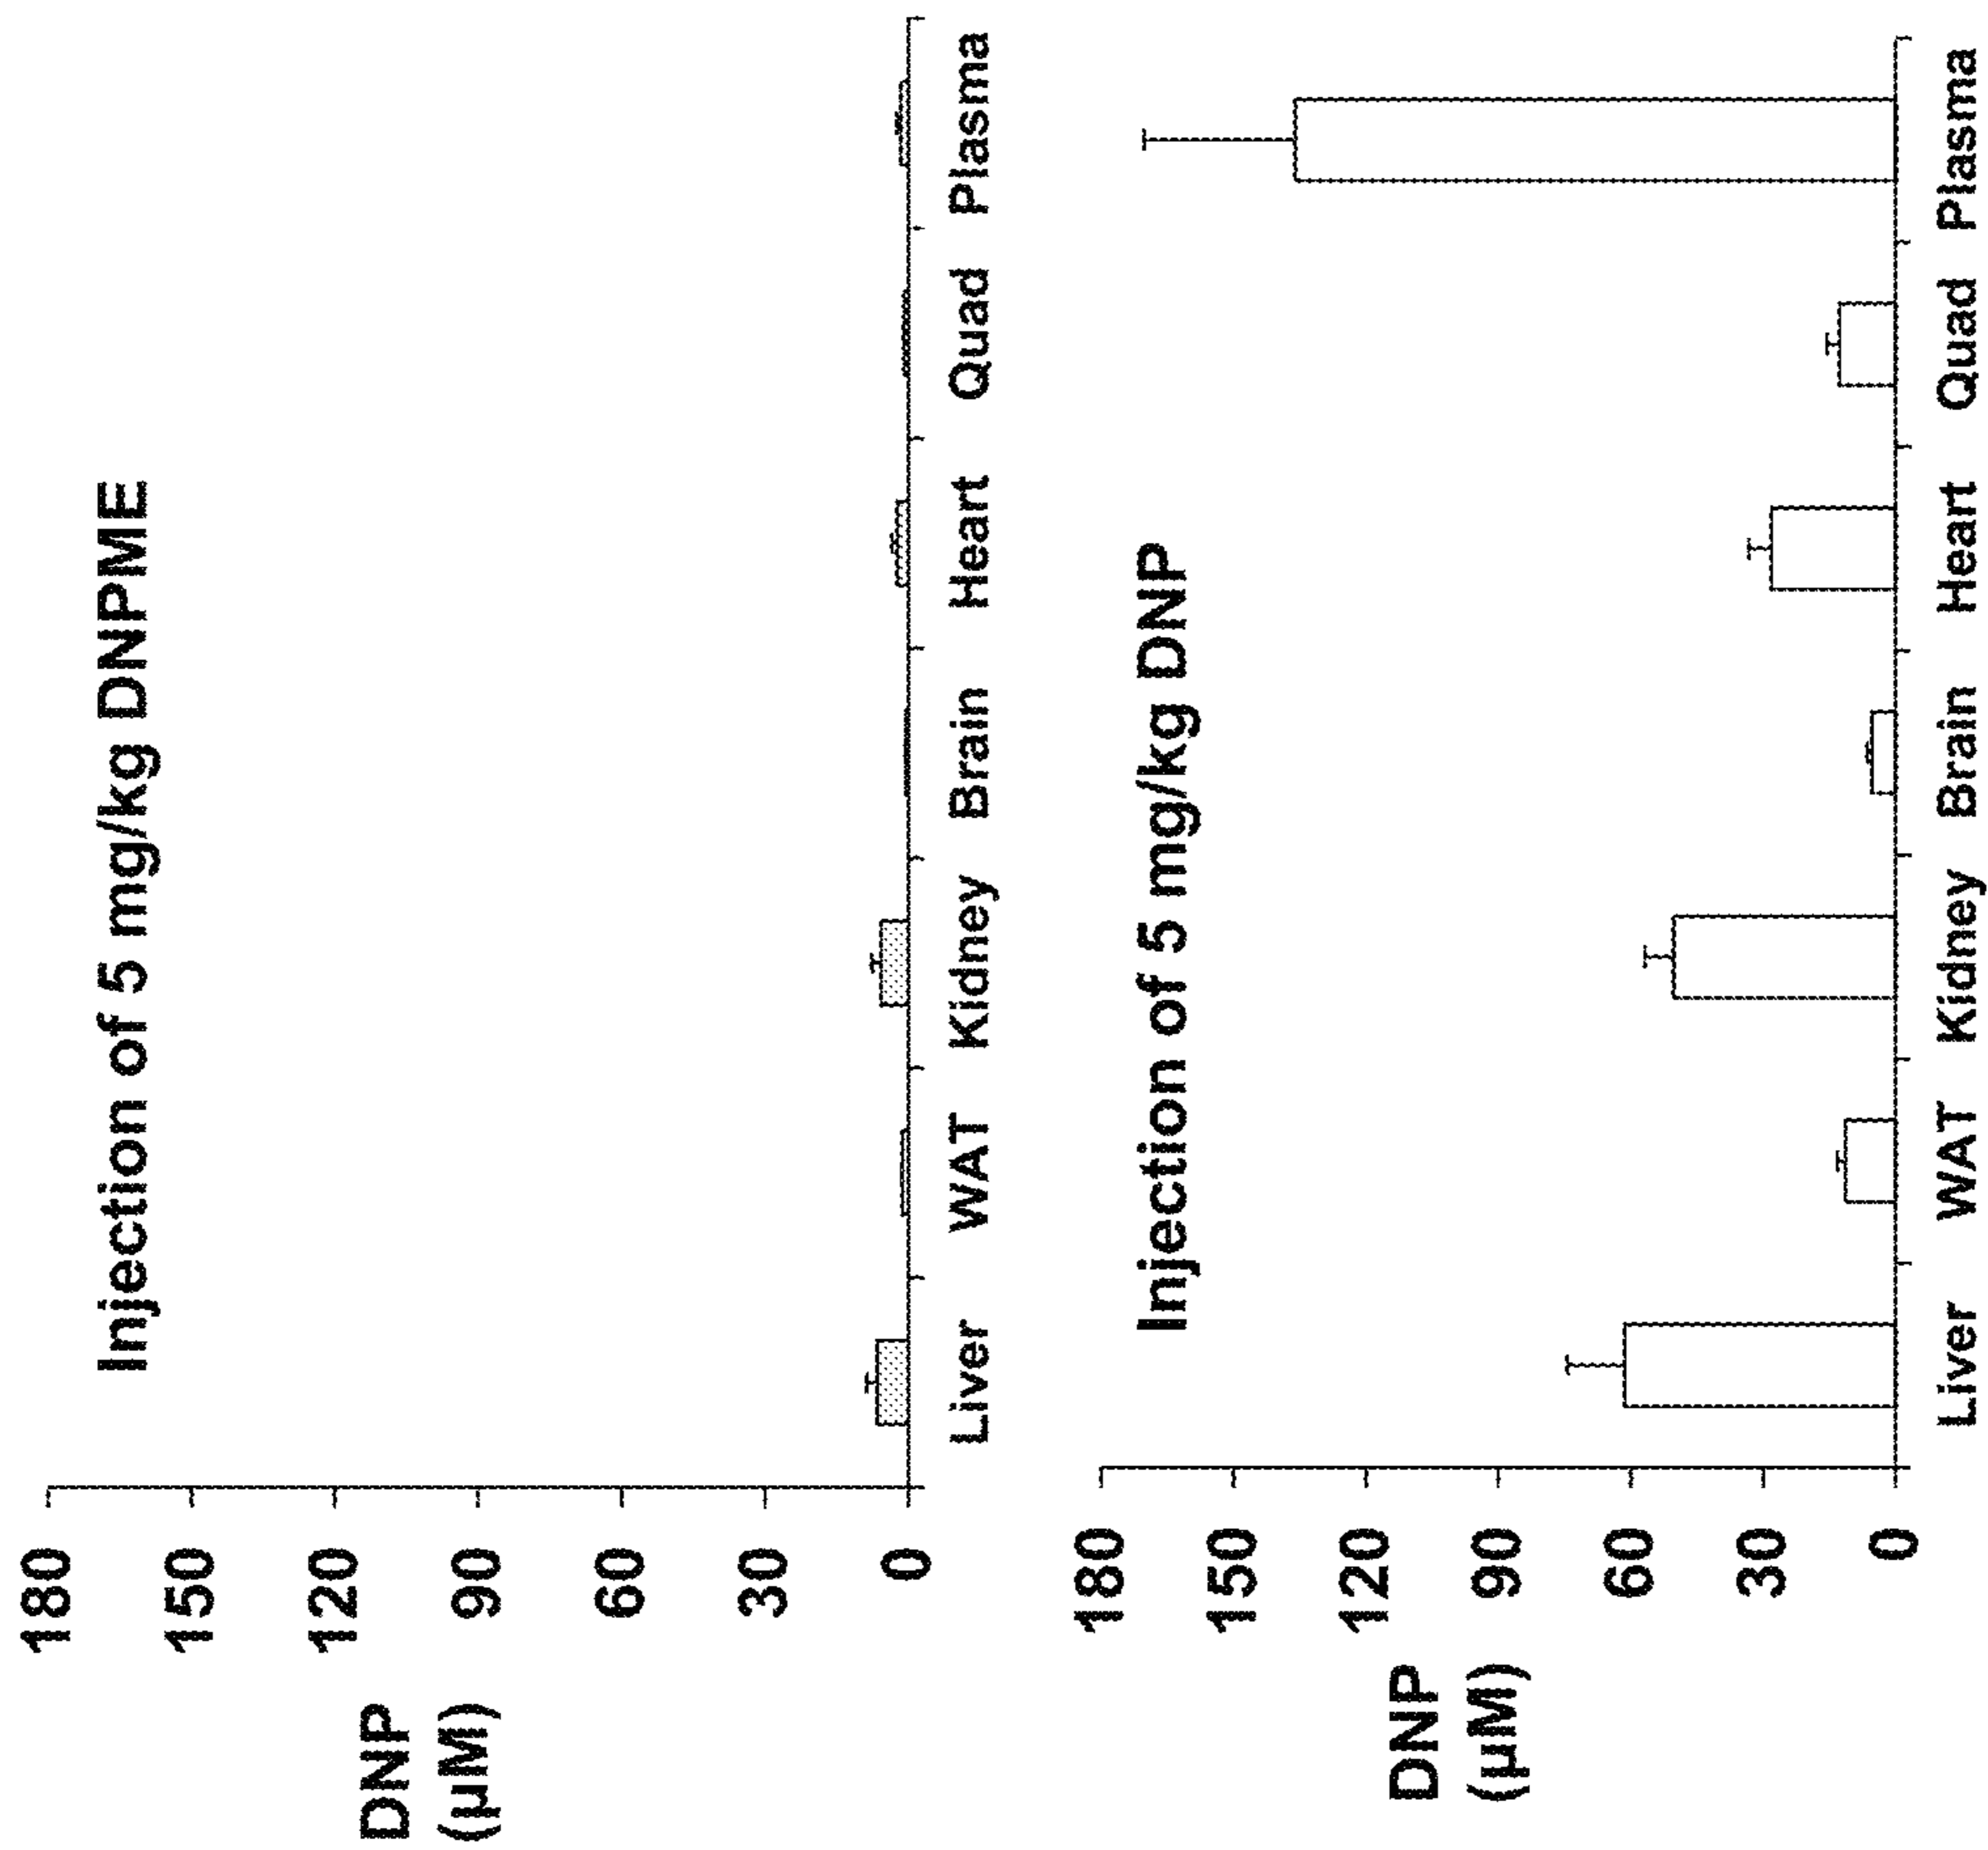 Injection of 5 mg/kg DNPME
180
150
120
90
60
30
0
DNP
(µM)
Liver WAT Kidney Brain Heart Quad Plasma
Injection of 5 mg/kg DNP
180
150
120
90
60
30
0
DNP
(µM)
Liver WAT Kidney Brain Heart Quad Plasma